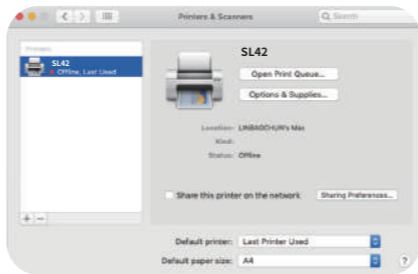 Printers & Scanners
Search
Printers
SL42
Offline, Last Used
SL42
Open Print Queue...
Options & Supplies...
Location: LINBAOCHUN's Mac
Kind:
Status: Offline
Share this printer on the network
Sharing Preferences...
+ −
Default printer: Last Printer Used
Default paper size: A4
?